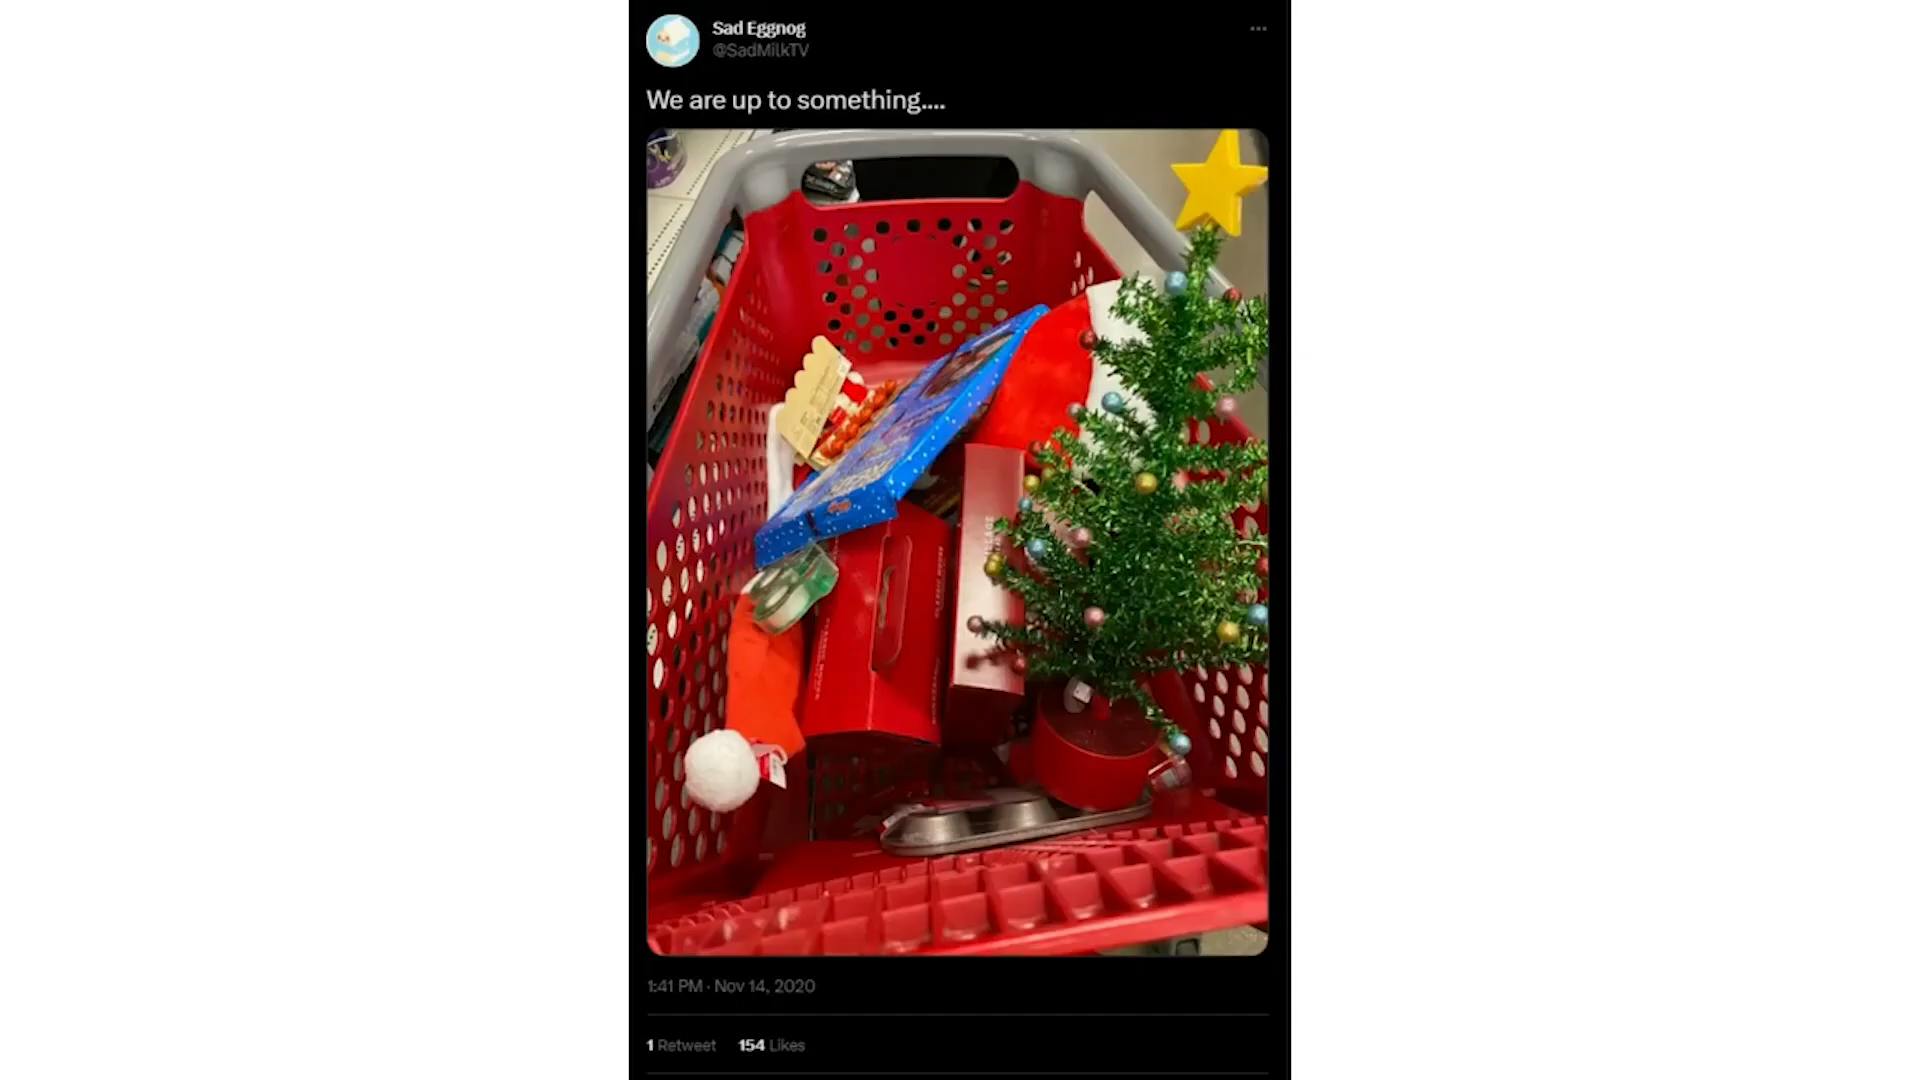 Sad Eggnog
@SadMilkTV
We are up to something....
1:41 PM · Nov 14, 2020
1 Retweet 154 Likes